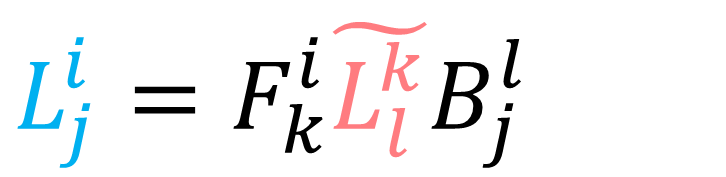 $L^i_j = F^i_k \widetilde{L^k_l} B^l_j$